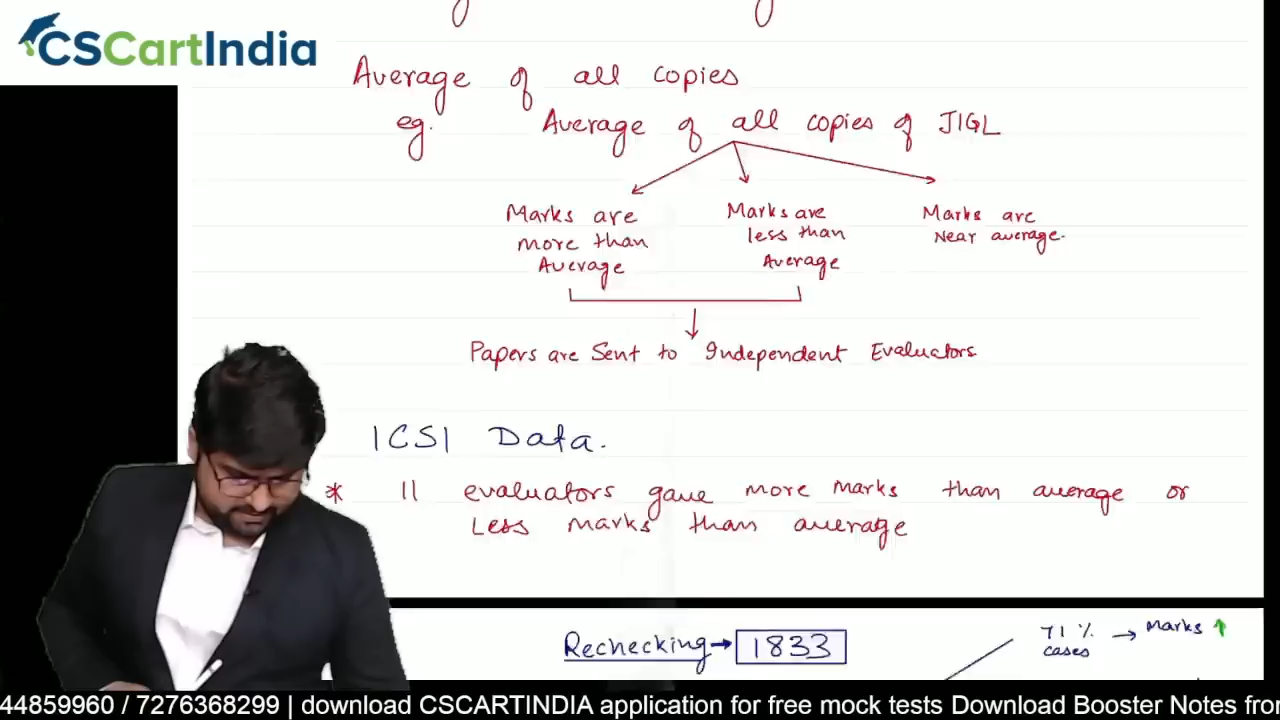 CSCartIndia
Average of all copies
eg. Average of all copies of JIGL
Marks are more than Average
Marks are less than Average
Marks are Near average.
Papers are Sent to Independent Evaluators
ICSI Data.
* 11 evaluators gave more marks than average or
Less marks than average
Rechecking → 1833
71 % cases → Marks ↑
44859960 / 7276368299 | download CSCARTINDIA application for free mock tests Download Booster Notes from